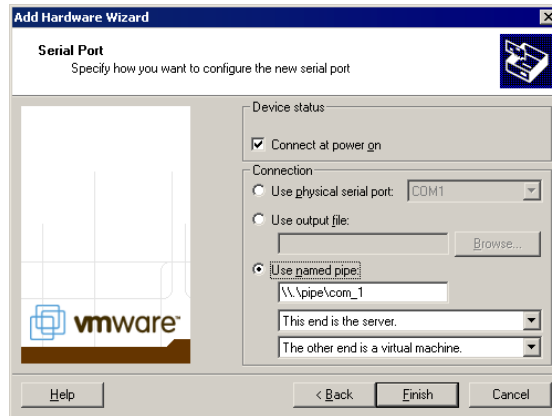 Add Hardware Wizard
Serial Port
Specify how you want to configure the new serial port
Device status
Connect at power on
Connection
Use physical serial port: COM1
Use output file:
Browse...
Use named pipe:
\\.\pipe\com_1
This end is the server.
The other end is a virtual machine.
vmware™
Help < Back Finish Cancel